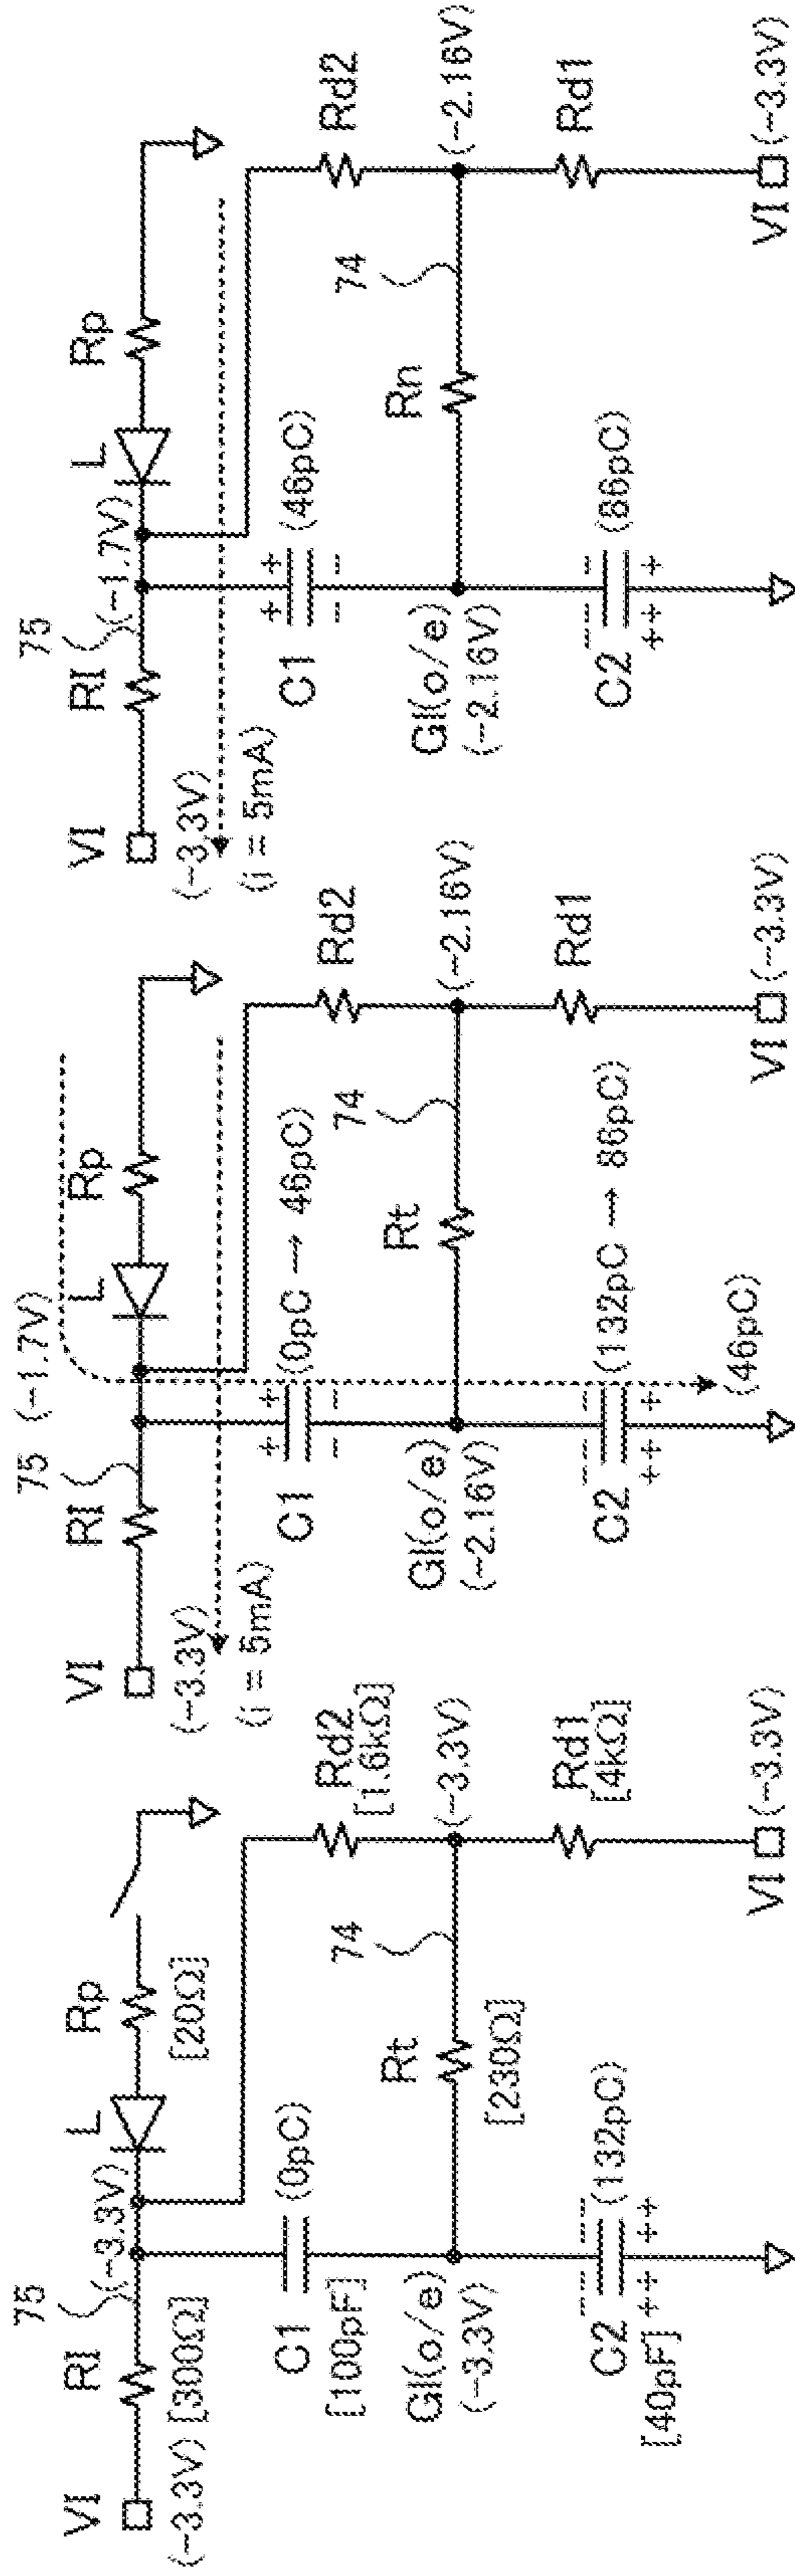 75
VI
RI
(-3.3V)
L
Rp
(-3.3V)
[300Ω]
[20Ω]
C1
(0pC)
[100pF]
Rd2
[1.6kΩ]
74
Rt
[230Ω]
Gl(o/e)
(-3.3V)
(-3.3V)
Rd1
[4kΩ]
C2
(132pC)
[40pF]
-- --
++ ++
VI
(-3.3V)
75
(-1.7V)
VI
RI
L
Rp
(-3.3V)
(i = 5mA)
+ +
-- --
C1
(0pC → 46pC)
Rd2
74
Rt
Gl(o/e)
(-2.16V)
(-2.16V)
Rd1
C2
(132pC → 86pC)
-- --
++ ++
(46pC)
VI
(-3.3V)
75
VI
RI
(-1.7V)
L
Rp
(-3.3V)
(i = 5mA)
+ +
-- --
C1
(46pC)
Rd2
74
Rn
Gl(o/e)
(-2.16V)
(-2.16V)
Rd1
C2
(86pC)
-- --
++ ++
VI
(-3.3V)